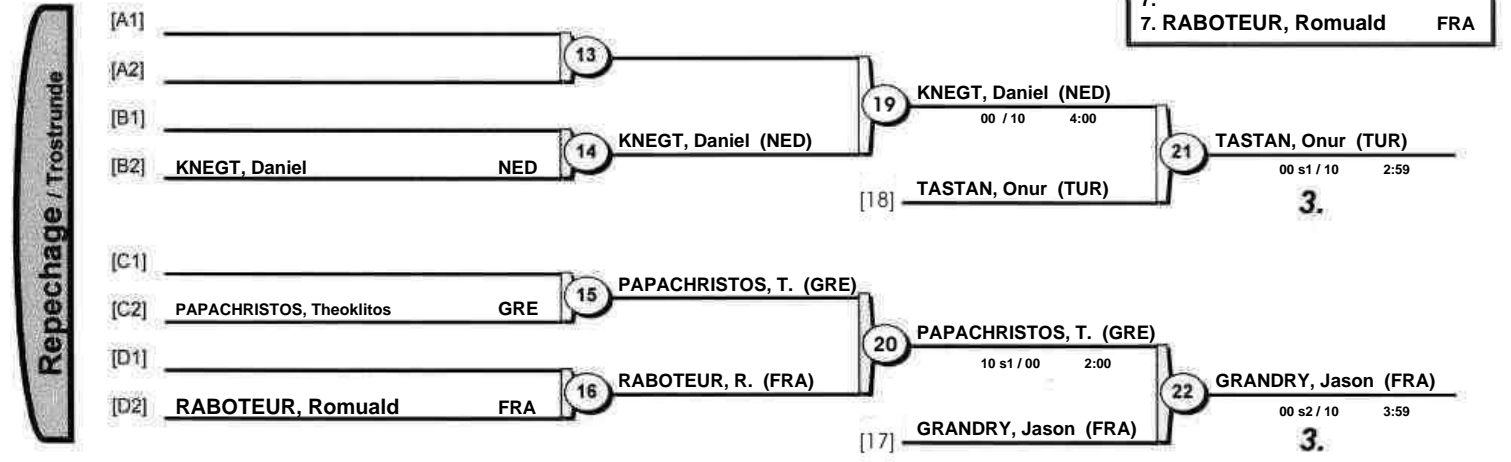 7.
7. RABOTEUR, Romuald FRA
Repechage / Trostrunde
[A1]
13
[A2]
19
KNEGT, Daniel (NED)
00 / 10 4:00
[B1]
14
KNEGT, Daniel (NED)
21
TASTAN, Onur (TUR)
00 s1 / 10 2:59
3.
[B2] KNEGT, Daniel NED
[18] TASTAN, Onur (TUR)
[C1]
15
PAPACHRISTOS, T. (GRE)
[C2] PAPACHRISTOS, Theoklitos GRE
20
PAPACHRISTOS, T. (GRE)
10 s1 / 00 2:00
[D1]
16
RABOTEUR, R. (FRA)
22
GRANDRY, Jason (FRA)
00 s2 / 10 3:59
3.
[D2] RABOTEUR, Romuald FRA
[17] GRANDRY, Jason (FRA)